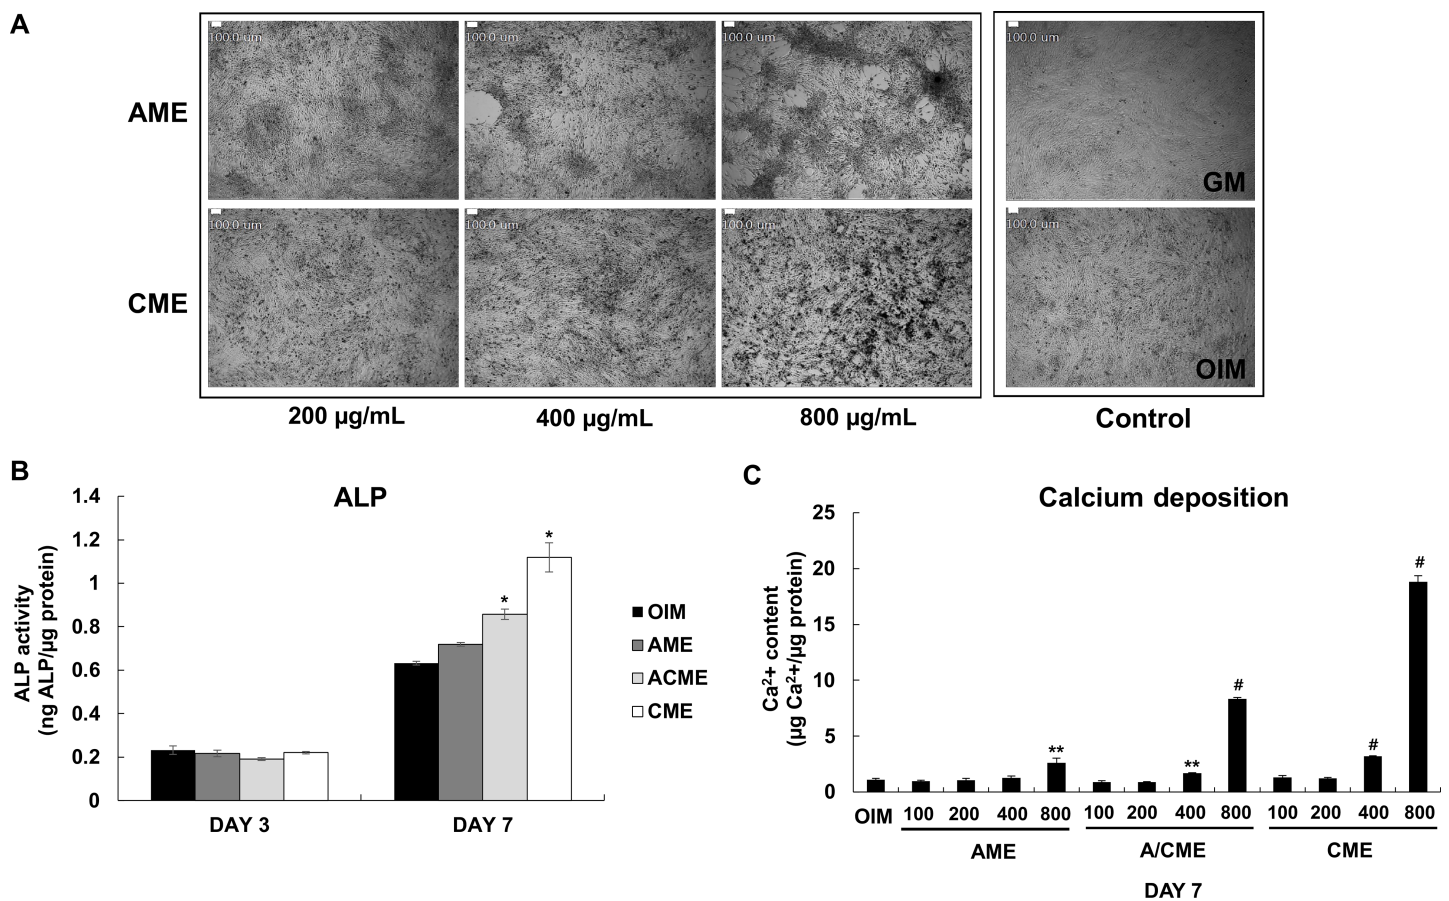 A
100.0 um
100.0 um
100.0 um
100.0 um
AME
GM
100.0 um
100.0 um
100.0 um
100.0 um
CME
OIM
200 µg/mL
400 µg/mL
800 µg/mL
Control
B
ALP
ALP activity
(ng ALP/µg protein)
1.4
1.2
1
0.8
0.6
0.4
0.2
0
*
*
DAY 3
DAY 7
OIM
AME
ACME
CME
C
Calcium deposition
Ca2+ content
(µg Ca2+/µg protein)
25
20
15
10
5
0
**
**
#
#
#
OIM
100 200 400 800
100 200 400 800
100 200 400 800
AME
A/CME
CME
DAY 7